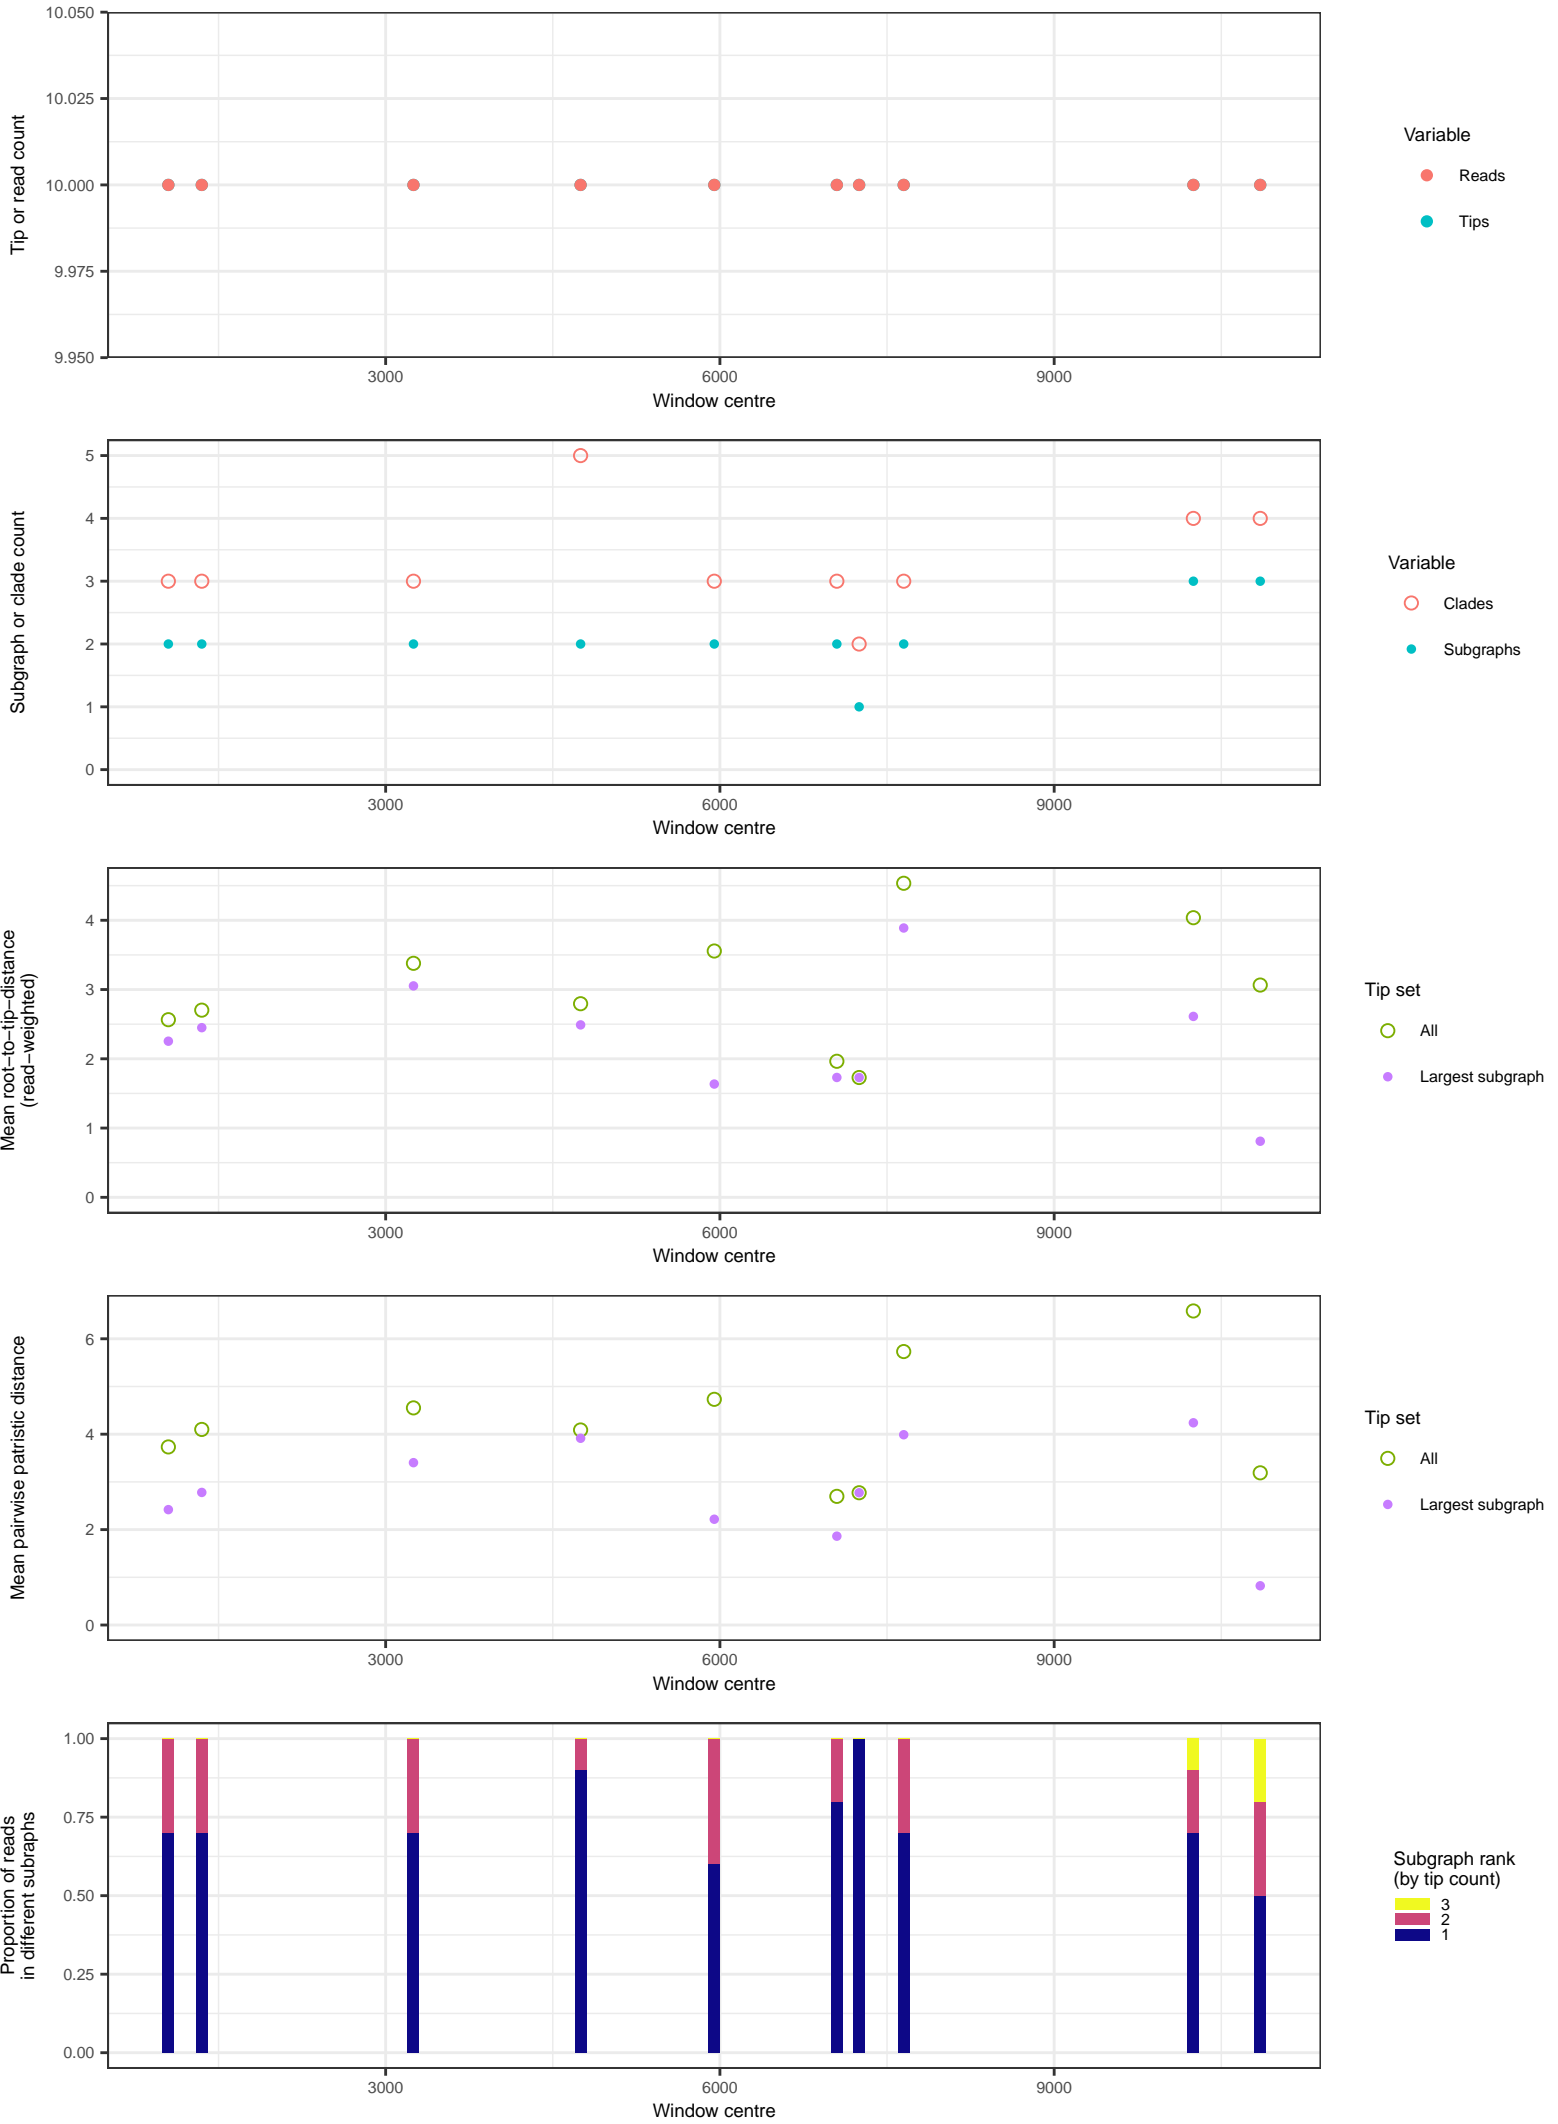 10.050
10.025
10.000
9.975
9.950
Tip or read count
3000 6000 9000
Window centre
Variable
Reads
Tips
5
4
3
2
1
0
Subgraph or clade count
3000 6000 9000
Window centre
Variable
Clades
Subgraphs
4
3
2
1
0
Mean root−to−tip−distance
(read−weighted)
3000 6000 9000
Window centre
Tip set
All
Largest subgraph
6
4
2
0
Mean pairwise patristic distance
3000 6000 9000
Window centre
Tip set
All
Largest subgraph
1.00
0.75
0.50
0.25
0.00
Proportion of reads
in different subraphs
3000 6000 9000
Window centre
Subgraph rank
(by tip count)
3
2
1